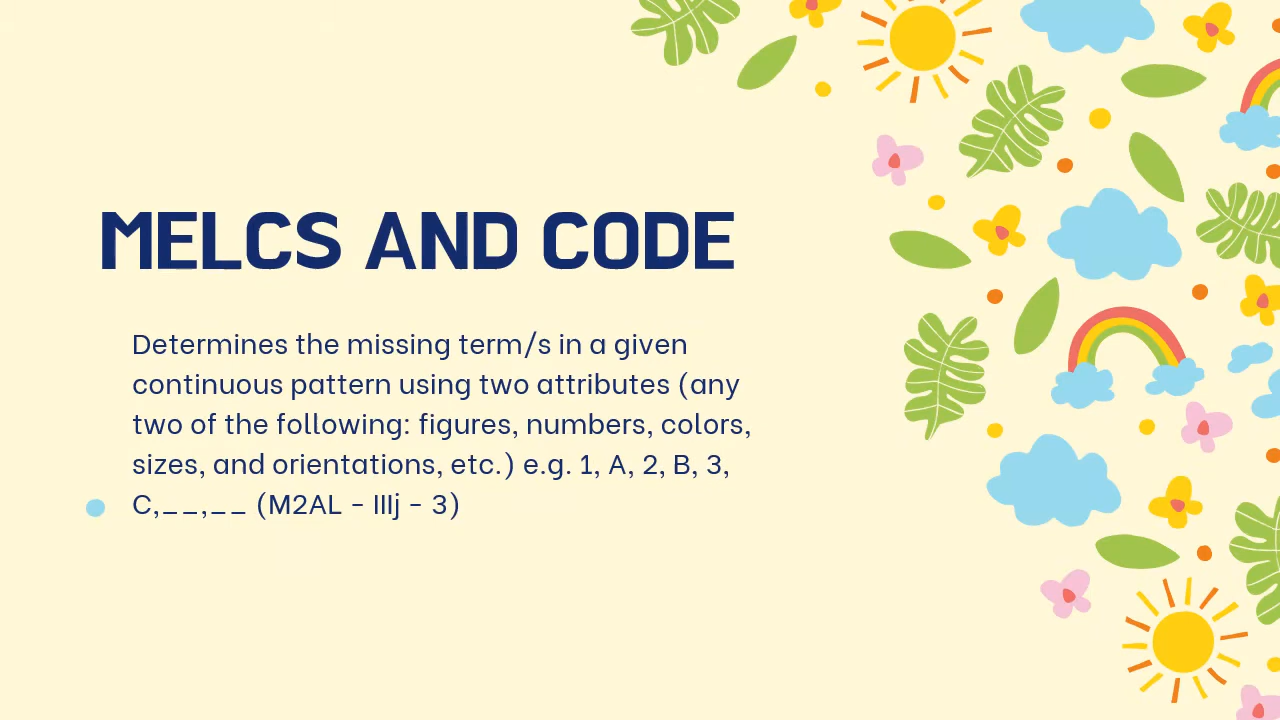 MELCS AND CODE
Determines the missing term/s in a given
continuous pattern using two attributes (any
two of the following: figures, numbers, colors,
sizes, and orientations, etc.) e.g. 1, A, 2, B, 3,
C,__,__ (M2AL - IIIj - 3)